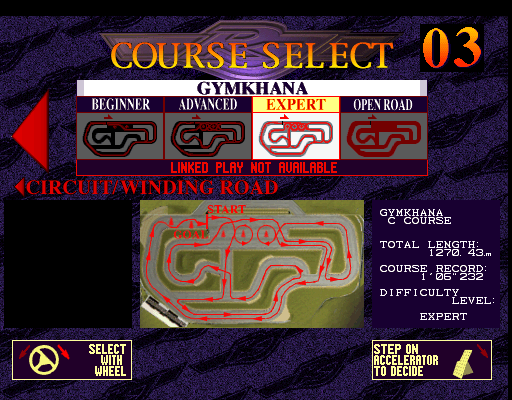 COURSE SELECT 03
GYMKHANA
BEGINNER ADVANCED EXPERT OPEN ROAD
LINKED PLAY NOT AVAILABLE
CIRCUIT/WINDING ROAD
START
GOAL
GYMKHANA
C COURSE
TOTAL LENGTH:
1270.43m
COURSE RECORD:
1'06"232
DIFFICULTY
LEVEL:
EXPERT
SELECT
WITH
WHEEL
STEP ON
ACCELERATOR
TO DECIDE